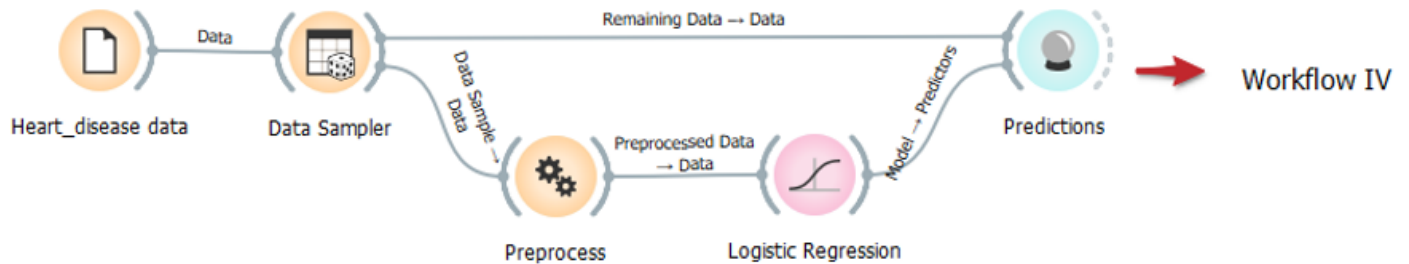 Remaining Data → Data
Data
Data Sample →
Data
Model → Predictors
Workflow IV
Heart_disease data
Data Sampler
Predictions
Preprocessed Data
→ Data
Preprocess
Logistic Regression